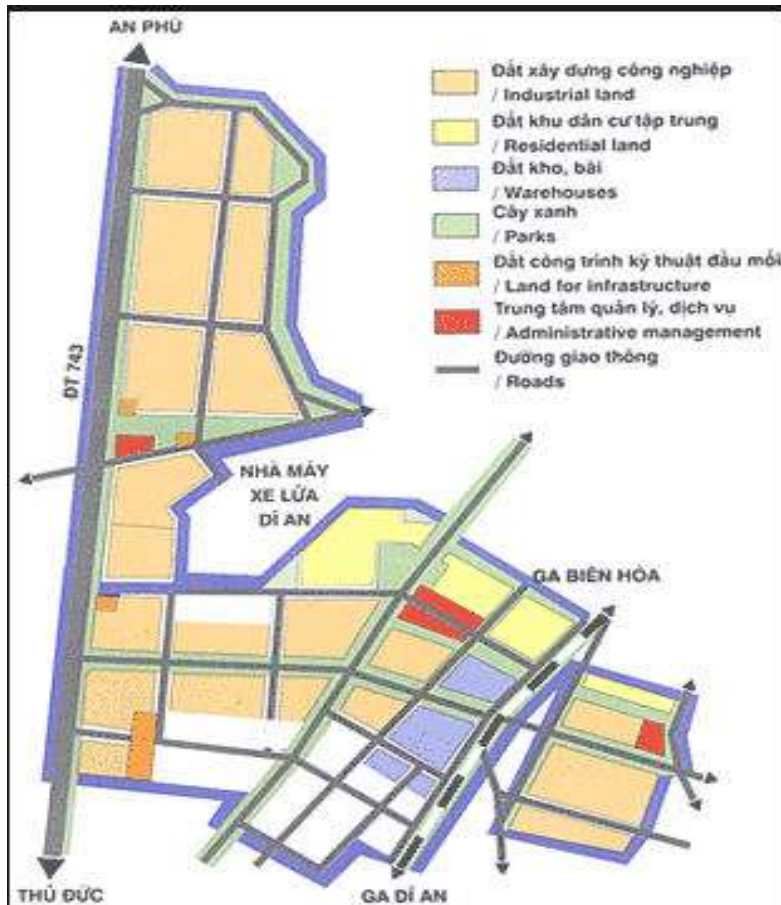 AN PHÚ
Đất xây dựng công nghiệp
/ Industrial land
Đất khu dân cư tập trung
/ Residential land
Đất kho, bãi
/ Warehouses
Cây xanh
/ Parks
Đất công trình kỹ thuật đầu mối
/ Land for infrastructure
Trung tâm quản lý, dịch vụ
/ Administrative management
Đường giao thông
/ Roads
ĐT 743
NHÀ MÁY
XE LỬA
DĨ AN
GA BIÊN HÒA
THỦ ĐỨC
GA DĨ AN